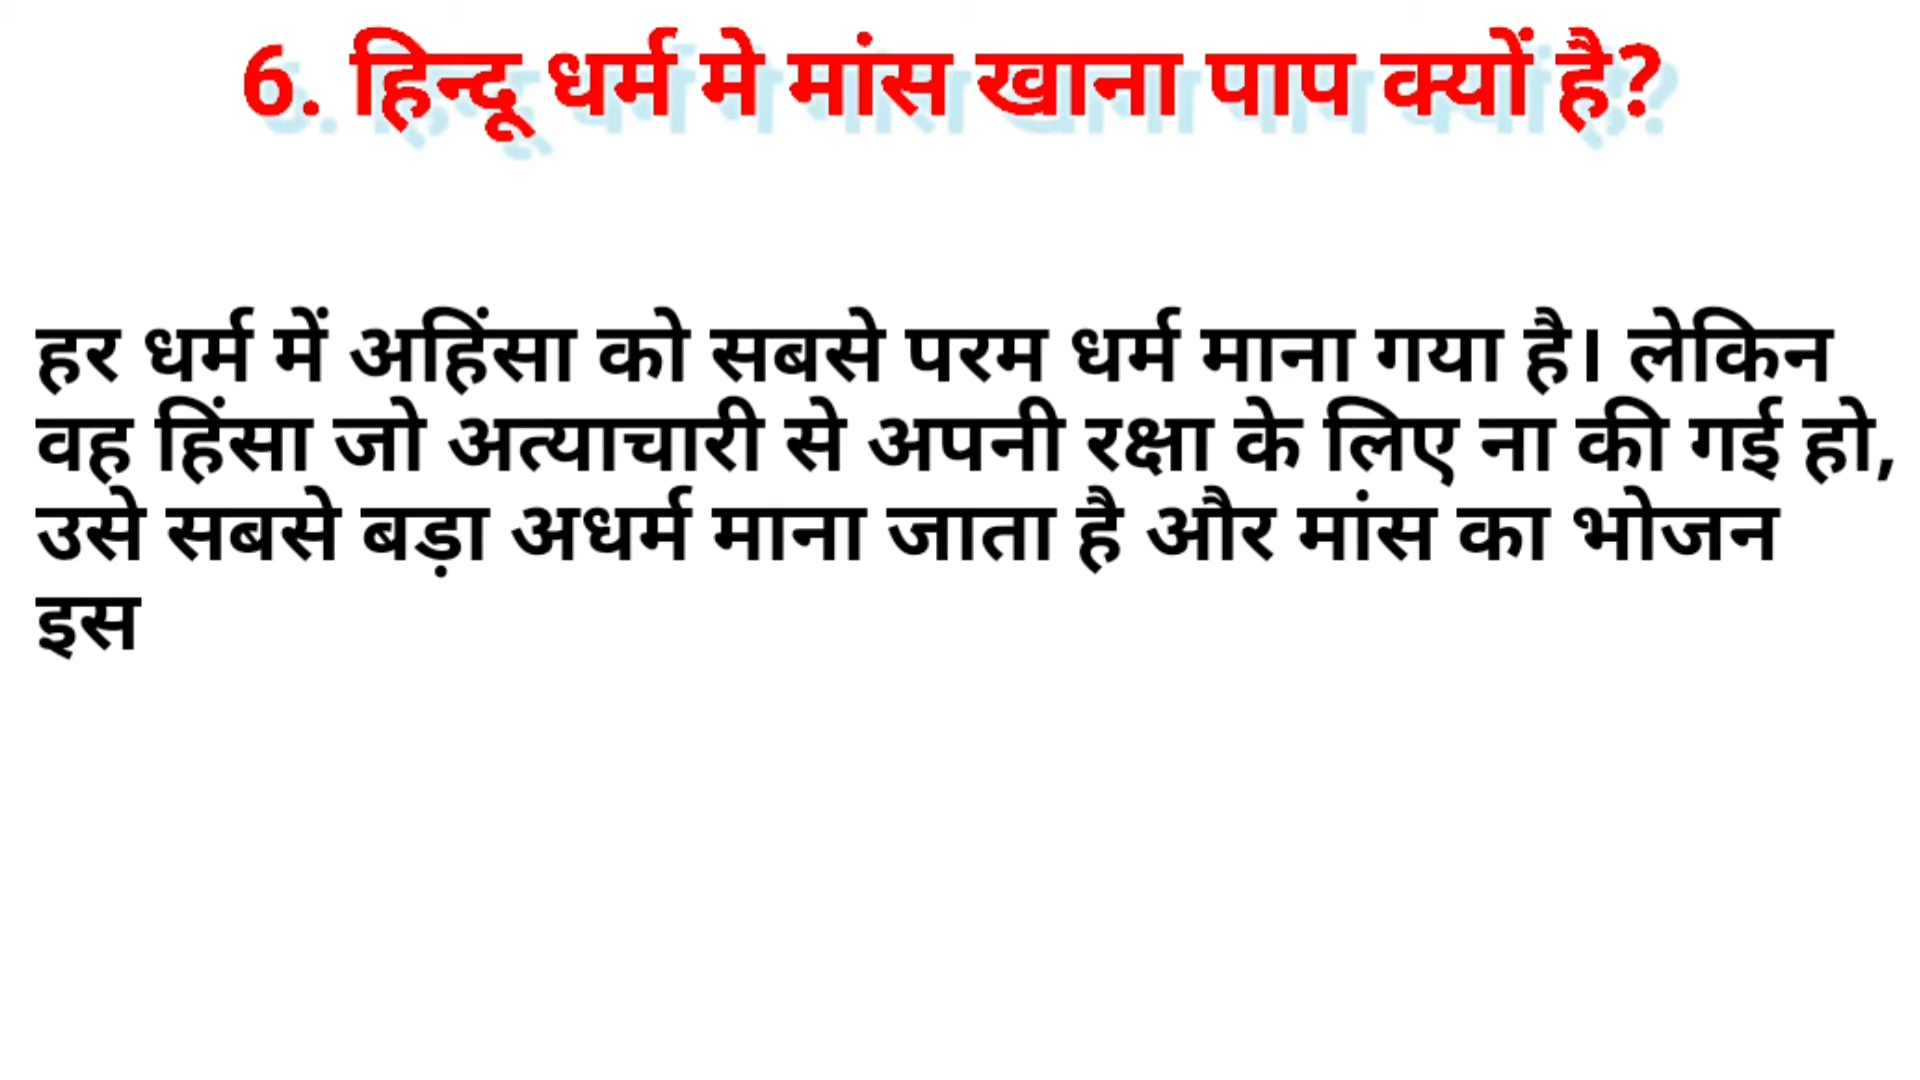 6. हिन्दू धर्म मे मांस खाना पाप क्यों है?
हर धर्म में अहिंसा को सबसे परम धर्म माना गया है। लेकिन
वह हिंसा जो अत्याचारी से अपनी रक्षा के लिए ना की गई हो,
उसे सबसे बड़ा अधर्म माना जाता है और मांस का भोजन
इस